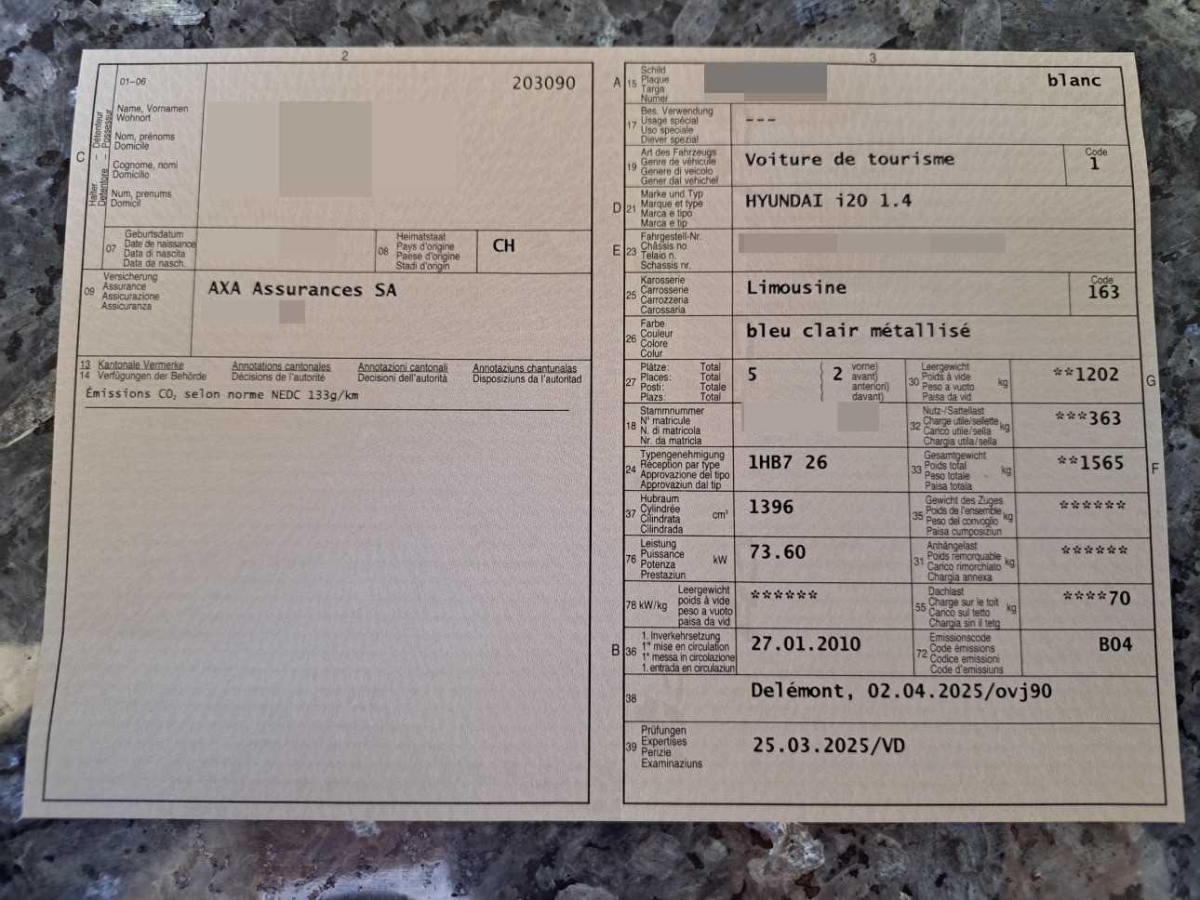 2
01-06
203090
Halter – Détenteur
Detentore – Possessur
C
Name, Vornamen
Wohnort
Nom, prénoms
Domicile
Cognome, nomi
Domicilio
Num, prenums
Domicil
07
Geburtsdatum
Date de naissance
Data di nascita
Data da nasch.
08
Heimatstaat
Pays d'origine
Paese d'origine
Stadi d'origin
CH
09
Versicherung
Assurance
Assicurazione
Assicuranza
AXA Assurances SA
13 Kantonale Vermerke Annotations cantonales Annotazioni cantonali Annotaziuns chantunalas
14 Verfügungen der Behörde Décisions de l'autorité Decisioni dell'autorità Disposiziuns da l'autoritad
Émissions CO₂ selon norme NEDC 133g/km
3
A 15
Schild
Plaque
Targa
Numer
blanc
17
Bes. Verwendung
Usage spécial
Uso speciale
Diever spezial
---
19
Art des Fahrzeugs
Genre de véhicule
Genere di veicolo
Gener dal vehichel
Voiture de tourisme
Code
1
D 21
Marke und Typ
Marque et type
Marca e tipo
Marca e tip
HYUNDAI i20 1.4
E 23
Fahrgestell-Nr.
Châssis no
Telaio n.
Schassis nr.
25
Karosserie
Carrosserie
Carrozzeria
Carossaria
Limousine
Code
163
26
Farbe
Couleur
Colore
Colur
bleu clair métallisé
27
Plätze: Total
Places: Total
Posti: Totale
Plazs: Total
5
2
vorne)
avant)
anteriori)
davant)
30
Leergewicht
Poids à vide
Peso a vuoto
Paisa da vid
kg
**1202
G
18
Stammnummer
N° matricule
N. di matricola
Nr. da matricla
32
Nutz-/Sattellast
Charge utile/sellette
Carico utile/sella
Chargia utila/sella
kg
***363
24
Typengenehmigung
Réception par type
Approvazione del tipo
Approvaziun dal tip
1HB7 26
33
Gesamtgewicht
Poids total
Peso totale
Paisa totala
kg
**1565
F
37
Hubraum
Cylindrée
Cilindrata
Cilindrada
cm³
1396
35
Gewicht des Zuges
Poids de l'ensemble
Peso del convoglio
Paisa cumposiziun
kg
******
76
Leistung
Puissance
Potenza
Prestaziun
kW
73.60
31
Anhängelast
Poids remorquable
Carico rimorchiato
Chargia annexa
kg
******
78 kW/kg
Leergewicht
poids à vide
peso a vuoto
paisa da vid
******
55
Dachlast
Charge sur le toit
Carico sul tetto
Chargia sin il tetg
kg
****70
B 36
1. Inverkehrsetzung
1re mise en circulation
1a messa in circolazione
1. entrada en circulaziun
27.01.2010
72
Emissionscode
Code émissions
Codice emissioni
Code d'emissiuns
B04
38
Delémont, 02.04.2025/ovj90
39
Prüfungen
Expertises
Perizie
Examinaziuns
25.03.2025/VD